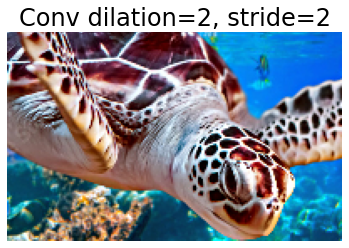 Conv dilation=2, stride=2